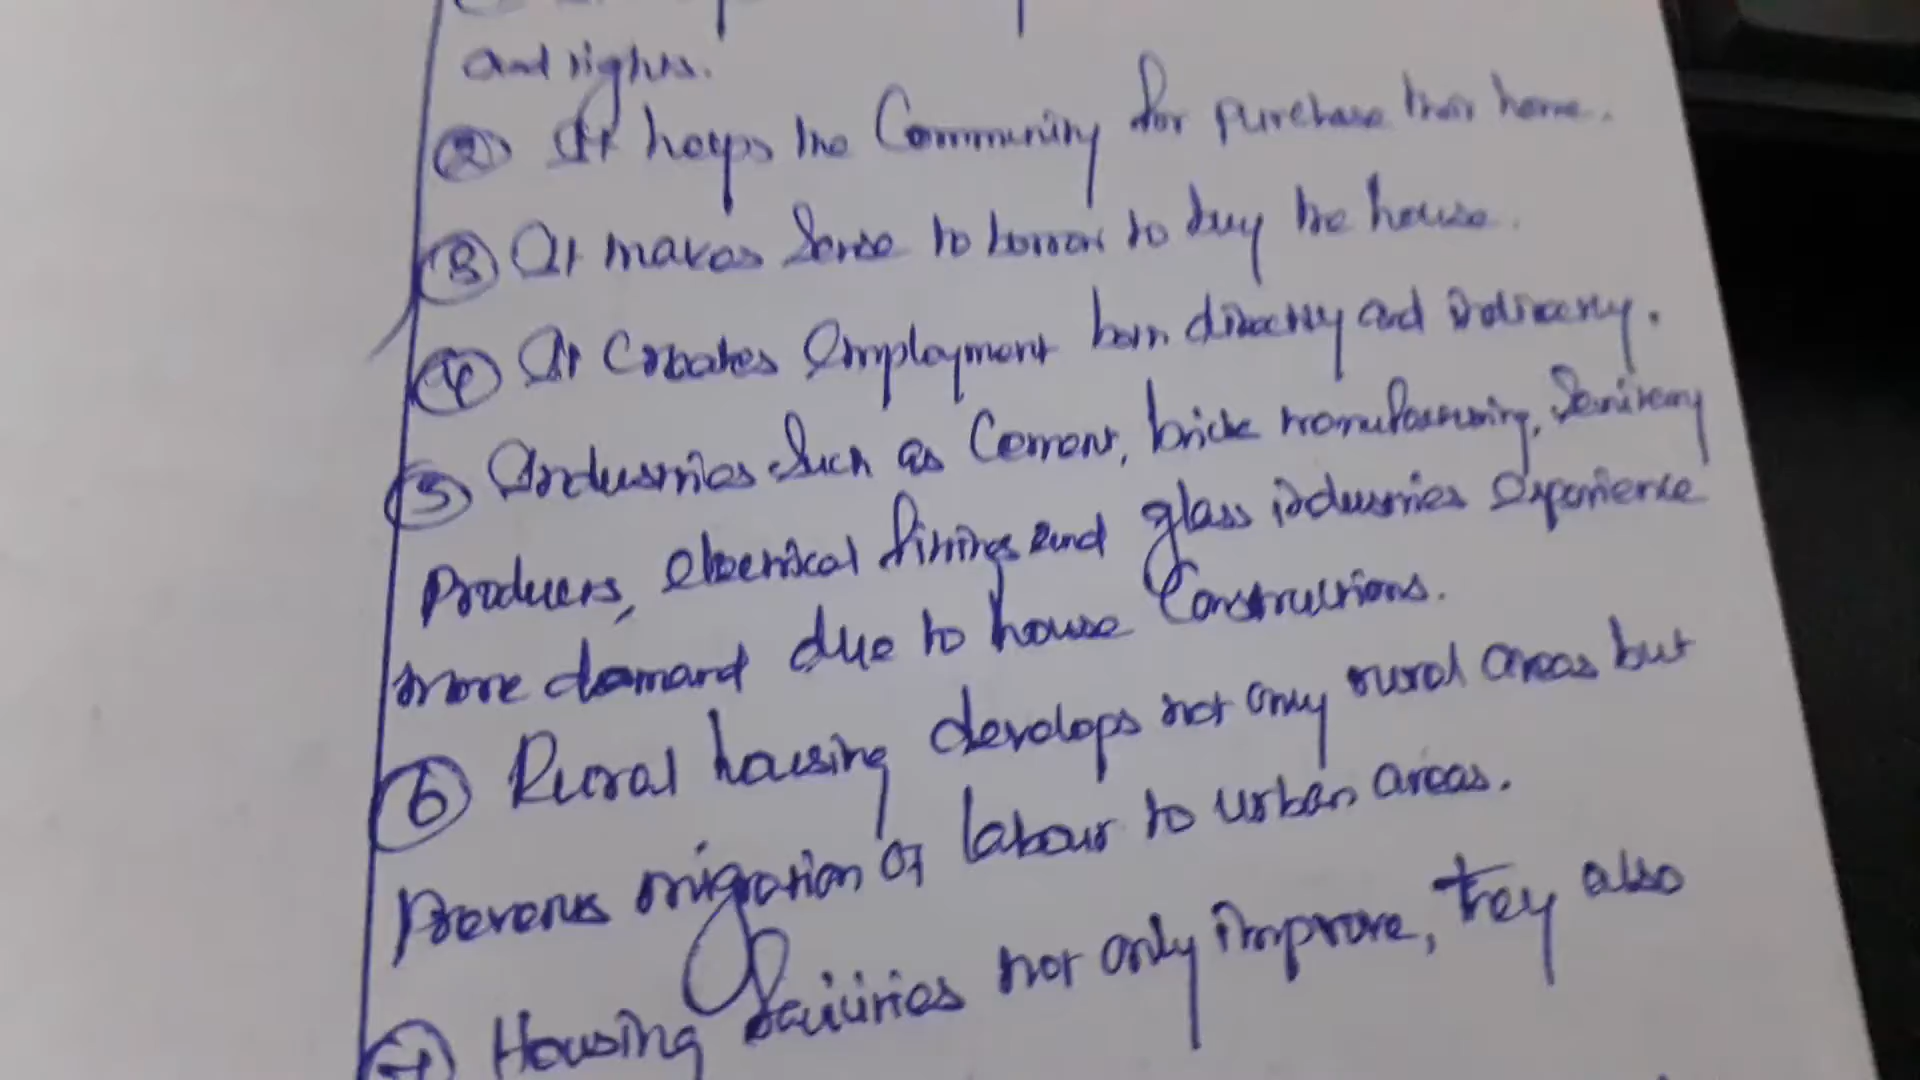 and rights.
② It helps the Community for purchase their home.
③ It makes Sense to borrow to buy the house.
④ It Creates Employment both directly and indirectly.
⑤ Industries such as Cement, brick manufacturing, Sanitary
Producers, electrical fittings and glass industries experience
more demand due to house Constructions.
⑥ Rural housing develops not only rural areas but
Prevents migration of labour to urban areas.
⑦ Housing facilities not only improve, they also